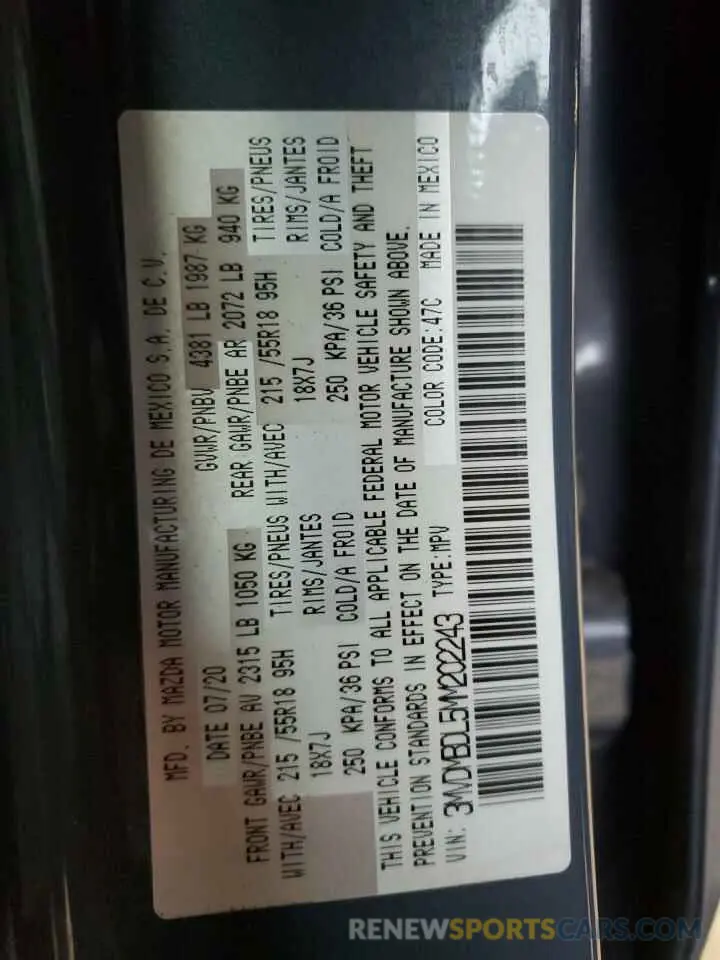 MFD. BY MAZDA MOTOR MANUFACTURING DE MEXICO S.A. DE C.V.
DATE 07/20 GVWR/PNBV 4381 LB 1987 KG
FRONT GAWR/PNBE AV 2315 LB 1050 KG REAR GAWR/PNBE AR 2072 LB 940 KG
WITH/AVEC 215 /55R18 95H TIRES/PNEUS WITH/AVEC 215 /55R18 95H TIRES/PNEUS
18X7J RIMS/JANTES 18X7J RIMS/JANTES
250 KPA/36 PSI COLD/A FROID 250 KPA/36 PSI COLD/A FROID
THIS VEHICLE CONFORMS TO ALL APPLICABLE FEDERAL MOTOR VEHICLE SAFETY AND THEFT
PREVENTION STANDARDS IN EFFECT ON THE DATE OF MANUFACTURE SHOWN ABOVE.
VIN: 3MVDMBDL5MM202243 TYPE:MPV COLOR CODE:47C MADE IN MEXICO
RENEWSPORTSCARS.COM